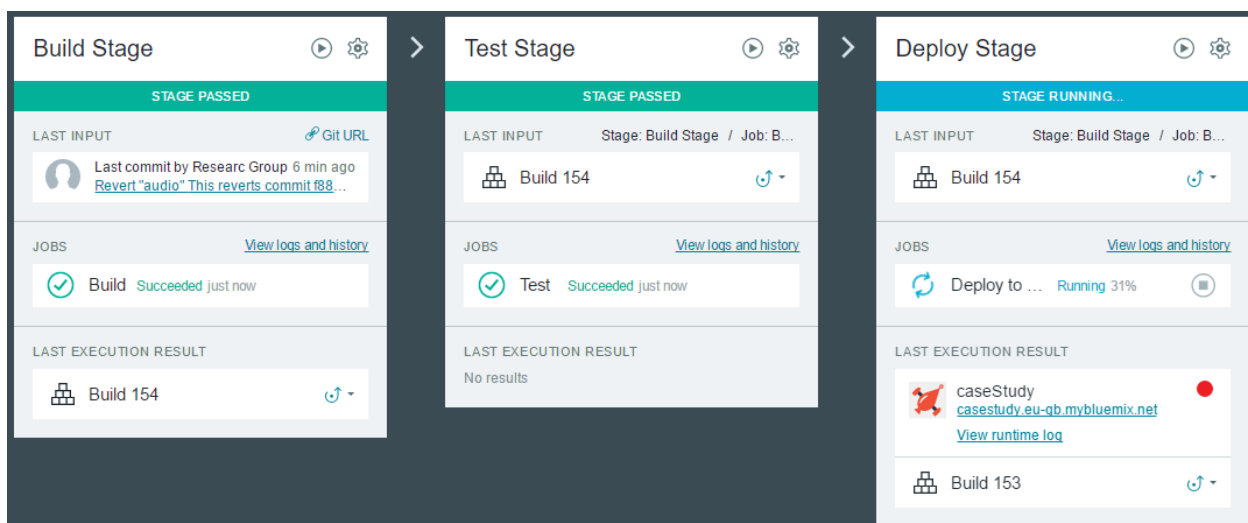 Build Stage
STAGE PASSED
LAST INPUT Git URL
Last commit by Researc Group 6 min ago
Revert "audio" This reverts commit f88...
JOBS View logs and history
Build Succeeded just now
LAST EXECUTION RESULT
Build 154
Test Stage
STAGE PASSED
LAST INPUT Stage: Build Stage / Job: B...
Build 154
JOBS View logs and history
Test Succeeded just now
LAST EXECUTION RESULT
No results
Deploy Stage
STAGE RUNNING...
LAST INPUT Stage: Build Stage / Job: B...
Build 154
JOBS View logs and history
Deploy to ... Running 31%
LAST EXECUTION RESULT
caseStudy
casestudy.eu-gb.mybluemix.net
View runtime log
Build 153